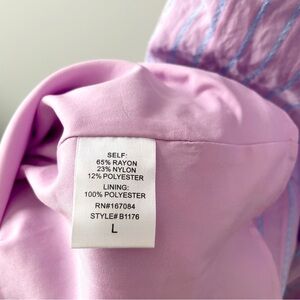 SELF:
65% RAYON
23% NYLON
12% POLYESTER
LINING:
100% POLYESTER
RN#167084
STYLE# B1176
L